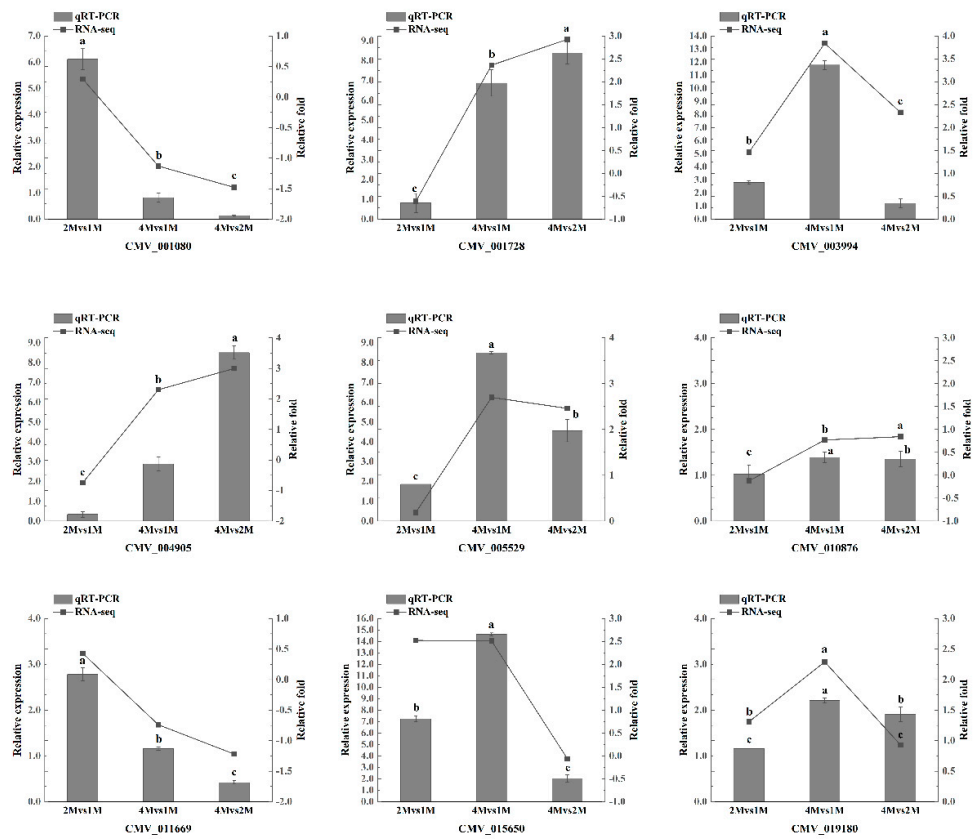 qRT-PCR
RNA-seq
Relative expression
7.0
6.0
5.0
4.0
3.0
2.0
1.0
0.0
a
b
c
1.0
0.5
0.0
-0.5
-1.0
-1.5
-2.0
Relative fold
2Mvs1M 4Mvs1M 4Mvs2M
CMV_001080
qRT-PCR
RNA-seq
Relative expression
9.0
8.0
7.0
6.0
5.0
4.0
3.0
2.0
1.0
0.0
c
b
a
3.0
2.5
2.0
1.5
1.0
0.5
0.0
-0.5
-1.0
Relative fold
2Mvs1M 4Mvs1M 4Mvs2M
CMV_001728
qRT-PCR
RNA-seq
Relative expression
14.0
13.0
12.0
11.0
10.0
9.0
8.0
7.0
6.0
5.0
4.0
3.0
2.0
1.0
0.0
b
a
c
4.0
3.5
3.0
2.5
2.0
1.5
1.0
0.5
0.0
Relative fold
2Mvs1M 4Mvs1M 4Mvs2M
CMV_003994
qRT-PCR
RNA-seq
Relative expression
9.0
8.0
7.0
6.0
5.0
4.0
3.0
2.0
1.0
0.0
c
b
a
4
3
2
1
0
-1
-2
Relative fold
2Mvs1M 4Mvs1M 4Mvs2M
CMV_004905
qRT-PCR
RNA-seq
Relative expression
9.0
8.0
7.0
6.0
5.0
4.0
3.0
2.0
1.0
0.0
c
a
b
4
3
2
1
0
Relative fold
2Mvs1M 4Mvs1M 4Mvs2M
CMV_005529
qRT-PCR
RNA-seq
Relative expression
4.0
3.0
2.0
1.0
0.0
c
b
a
a
b
3.0
2.5
2.0
1.5
1.0
0.5
0.0
-0.5
-1.0
Relative fold
2Mvs1M 4Mvs1M 4Mvs2M
CMV_010876
qRT-PCR
RNA-seq
Relative expression
4.0
3.0
2.0
1.0
0.0
a
b
c
1.0
0.5
0.0
-0.5
-1.0
-1.5
-2.0
Relative fold
2Mvs1M 4Mvs1M 4Mvs2M
CMV_011669
qRT-PCR
RNA-seq
Relative expression
16.0
15.0
14.0
13.0
12.0
11.0
10.0
9.0
8.0
7.0
6.0
5.0
4.0
3.0
2.0
1.0
0.0
b
a
c
3.0
2.5
2.0
1.5
1.0
0.5
0.0
-0.5
-1.0
Relative fold
2Mvs1M 4Mvs1M 4Mvs2M
CMV_015650
qRT-PCR
RNA-seq
Relative expression
4.0
3.0
2.0
1.0
0.0
b
c
a
a
b
c
4.0
3.5
3.0
2.5
2.0
1.5
1.0
0.5
0.0
Relative fold
2Mvs1M 4Mvs1M 4Mvs2M
CMV_019180